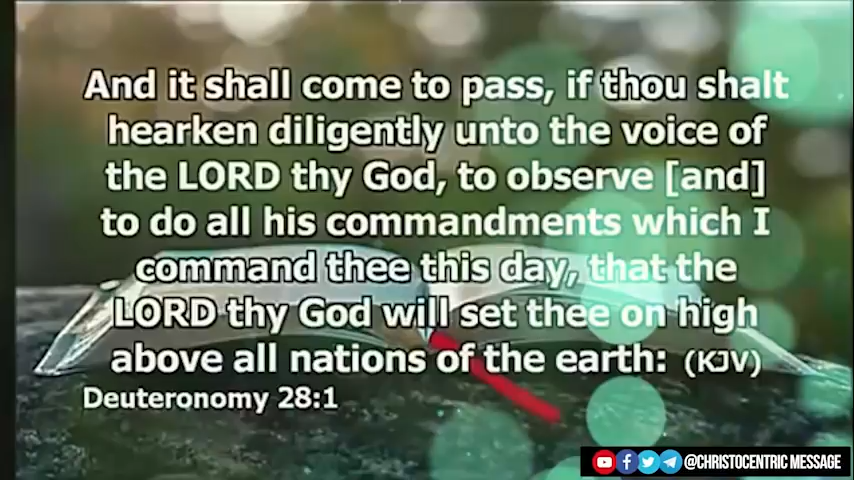 And it shall come to pass, if thou shalt
hearken diligently unto the voice of
the LORD thy God, to observe [and]
to do all his commandments which I
command thee this day, that the
LORD thy God will set thee on high
above all nations of the earth: (KJV)
Deuteronomy 28:1
@CHRISTOCENTRIC MESSAGE